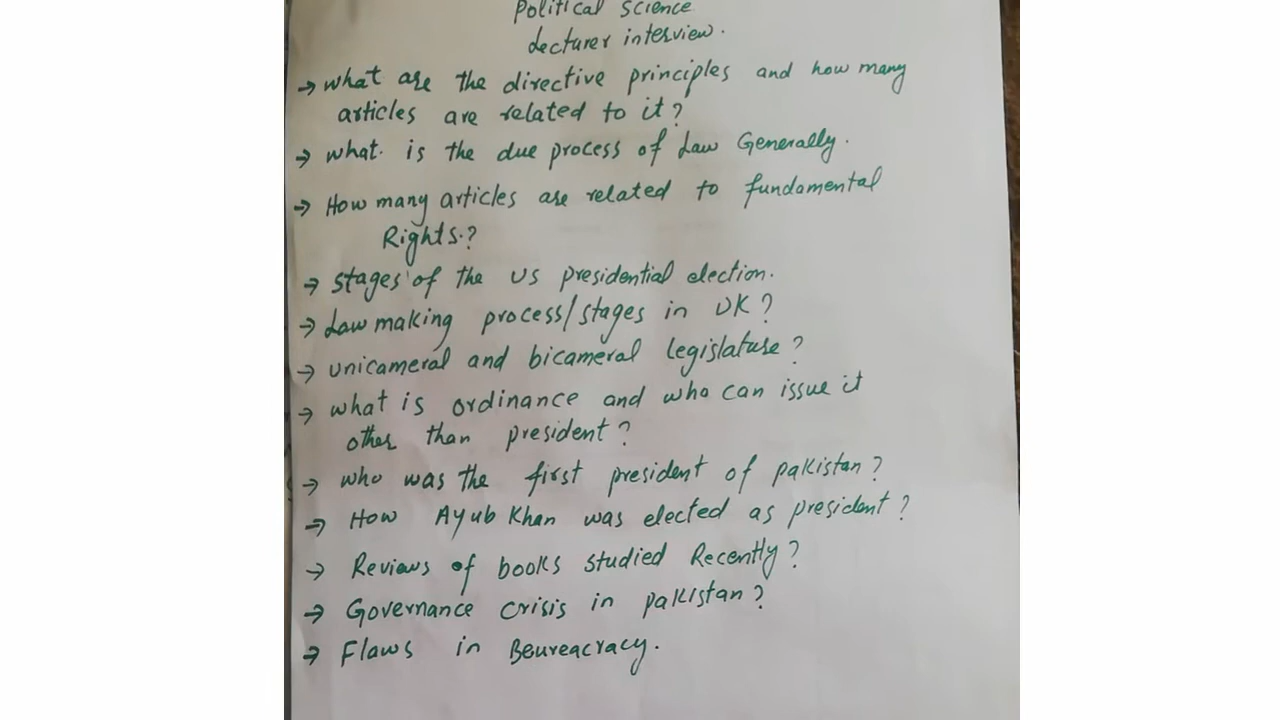 Political Science
Lecturer interview.
→ what are the directive principles and how many
articles are related to it?
→ what. is the due process of Law Generally.
→ How many articles are related to fundamental
Rights.?
→ stages of the US presidential election.
→ Law making process/stages in UK?
→ unicameral and bicameral legislature?
→ what is ordinance and who can issue it
other than president?
→ who was the first president of pakistan?
→ How Ayub Khan was elected as president?
→ Reviews of books studied Recently?
→ Governance crisis in pakistan?
→ Flaws in Beureacracy.